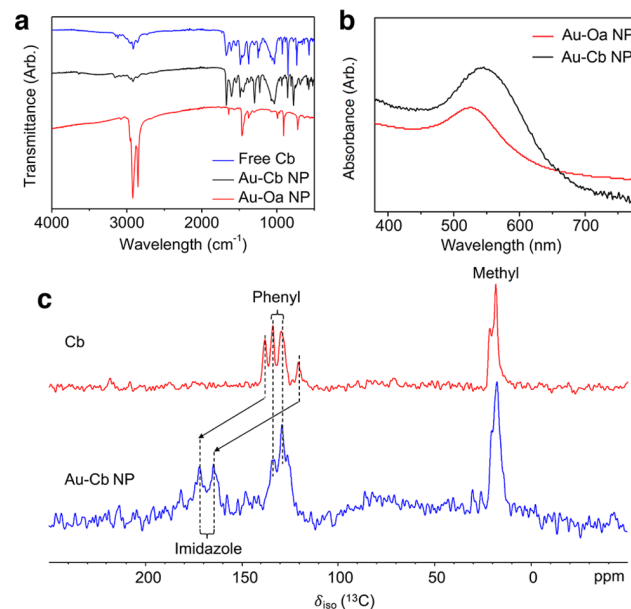 a
Transmittance (Arb.)
Free Cb
Au-Cb NP
Au-Oa NP
4000 3000 2000 1000
Wavelength (cm⁻¹)
b
Absorbance (Arb.)
Au-Oa NP
Au-Cb NP
400 500 600 700
Wavelength (nm)
c
Phenyl
Methyl
Cb
Au-Cb NP
Imidazole
200 150 100 50 0 ppm
δiso (¹³C)